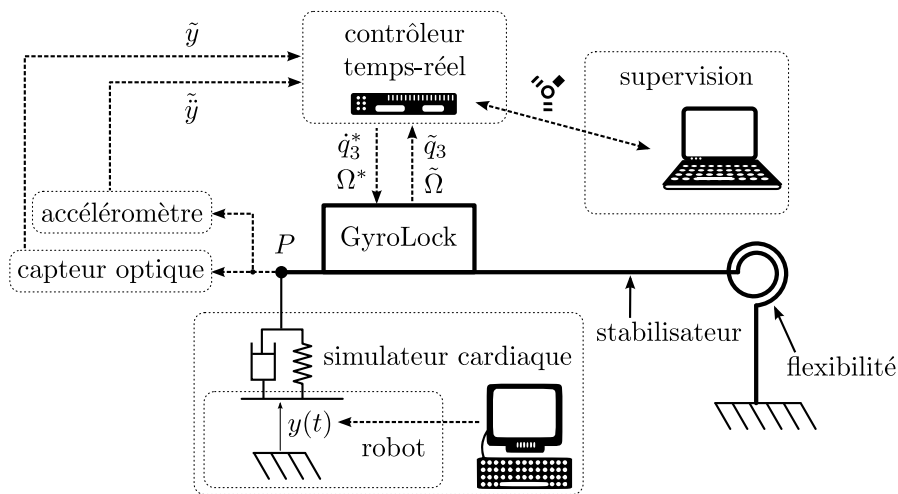 ỹ
contrôleur
temps-réel
supervision
ÿ̃
q̇₃* q̃₃
Ω* Ω̃
accéléromètre
GyroLock
P
capteur optique
stabilisateur
flexibilité
simulateur cardiaque
y(t)
robot